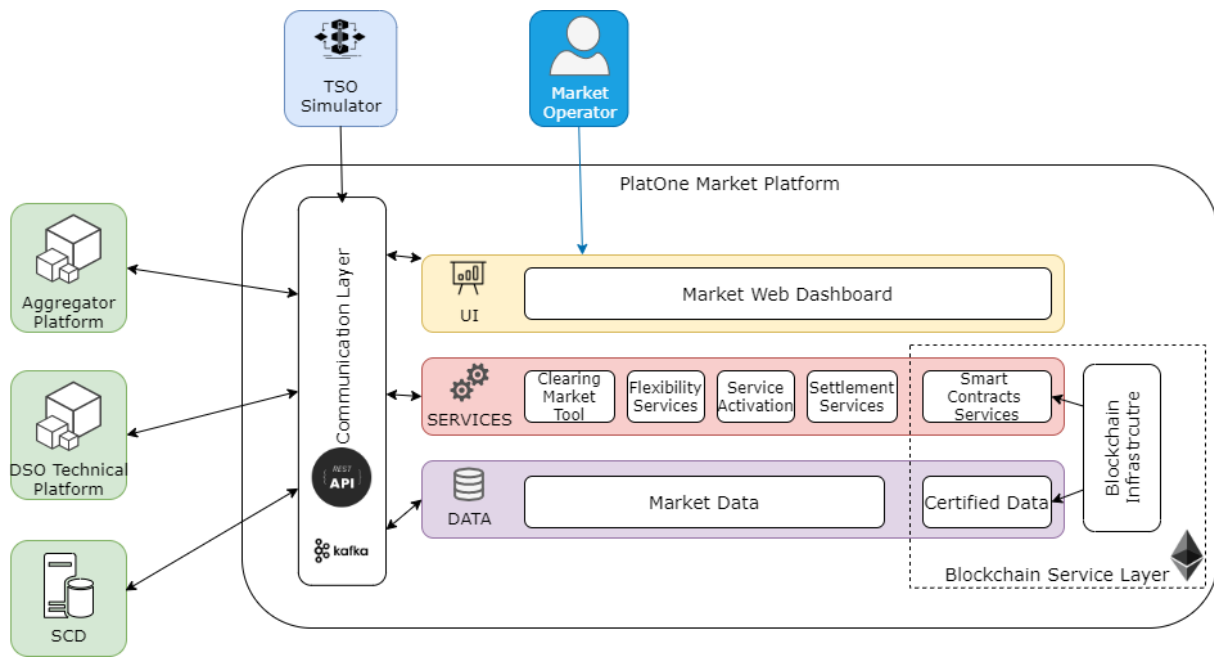 TSO
Simulator
Market
Operator
PlatOne Market Platform
Aggregator
Platform
DSO Technical
Platform
SCD
Communication Layer
REST
{ API }
kafka
UI
Market Web Dashboard
SERVICES
Clearing
Market
Tool
Flexibility
Services
Service
Activation
Settlement
Services
Smart
Contracts
Services
DATA
Market Data
Certified Data
Blockchain
Infrastrcutre
Blockchain Service Layer